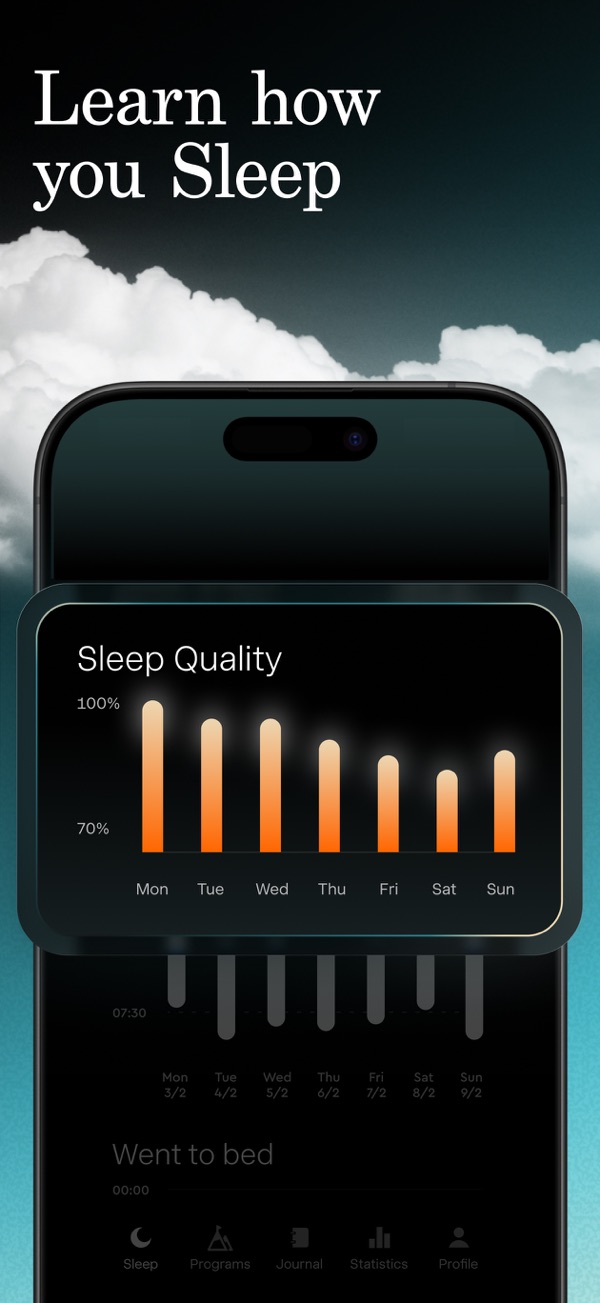 Learn how
you Sleep
Sleep Quality
100%
70%
Mon Tue Wed Thu Fri Sat Sun
07:30
Mon Tue Wed Thu Fri Sat Sun
3/2 4/2 5/2 6/2 7/2 8/2 9/2
Went to bed
00:00
Sleep Programs Journal Statistics Profile